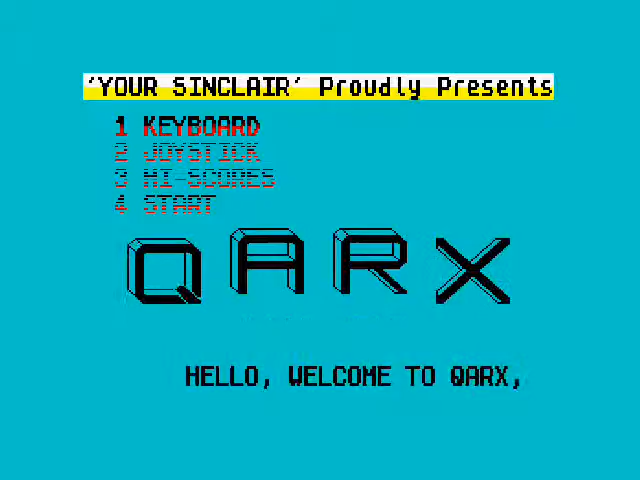 'YOUR SINCLAIR' Proudly Presents
1 KEYBOARD
2 JOYSTICK
3 HI-SCORES
4 START
QARX
HELLO, WELCOME TO QARX,